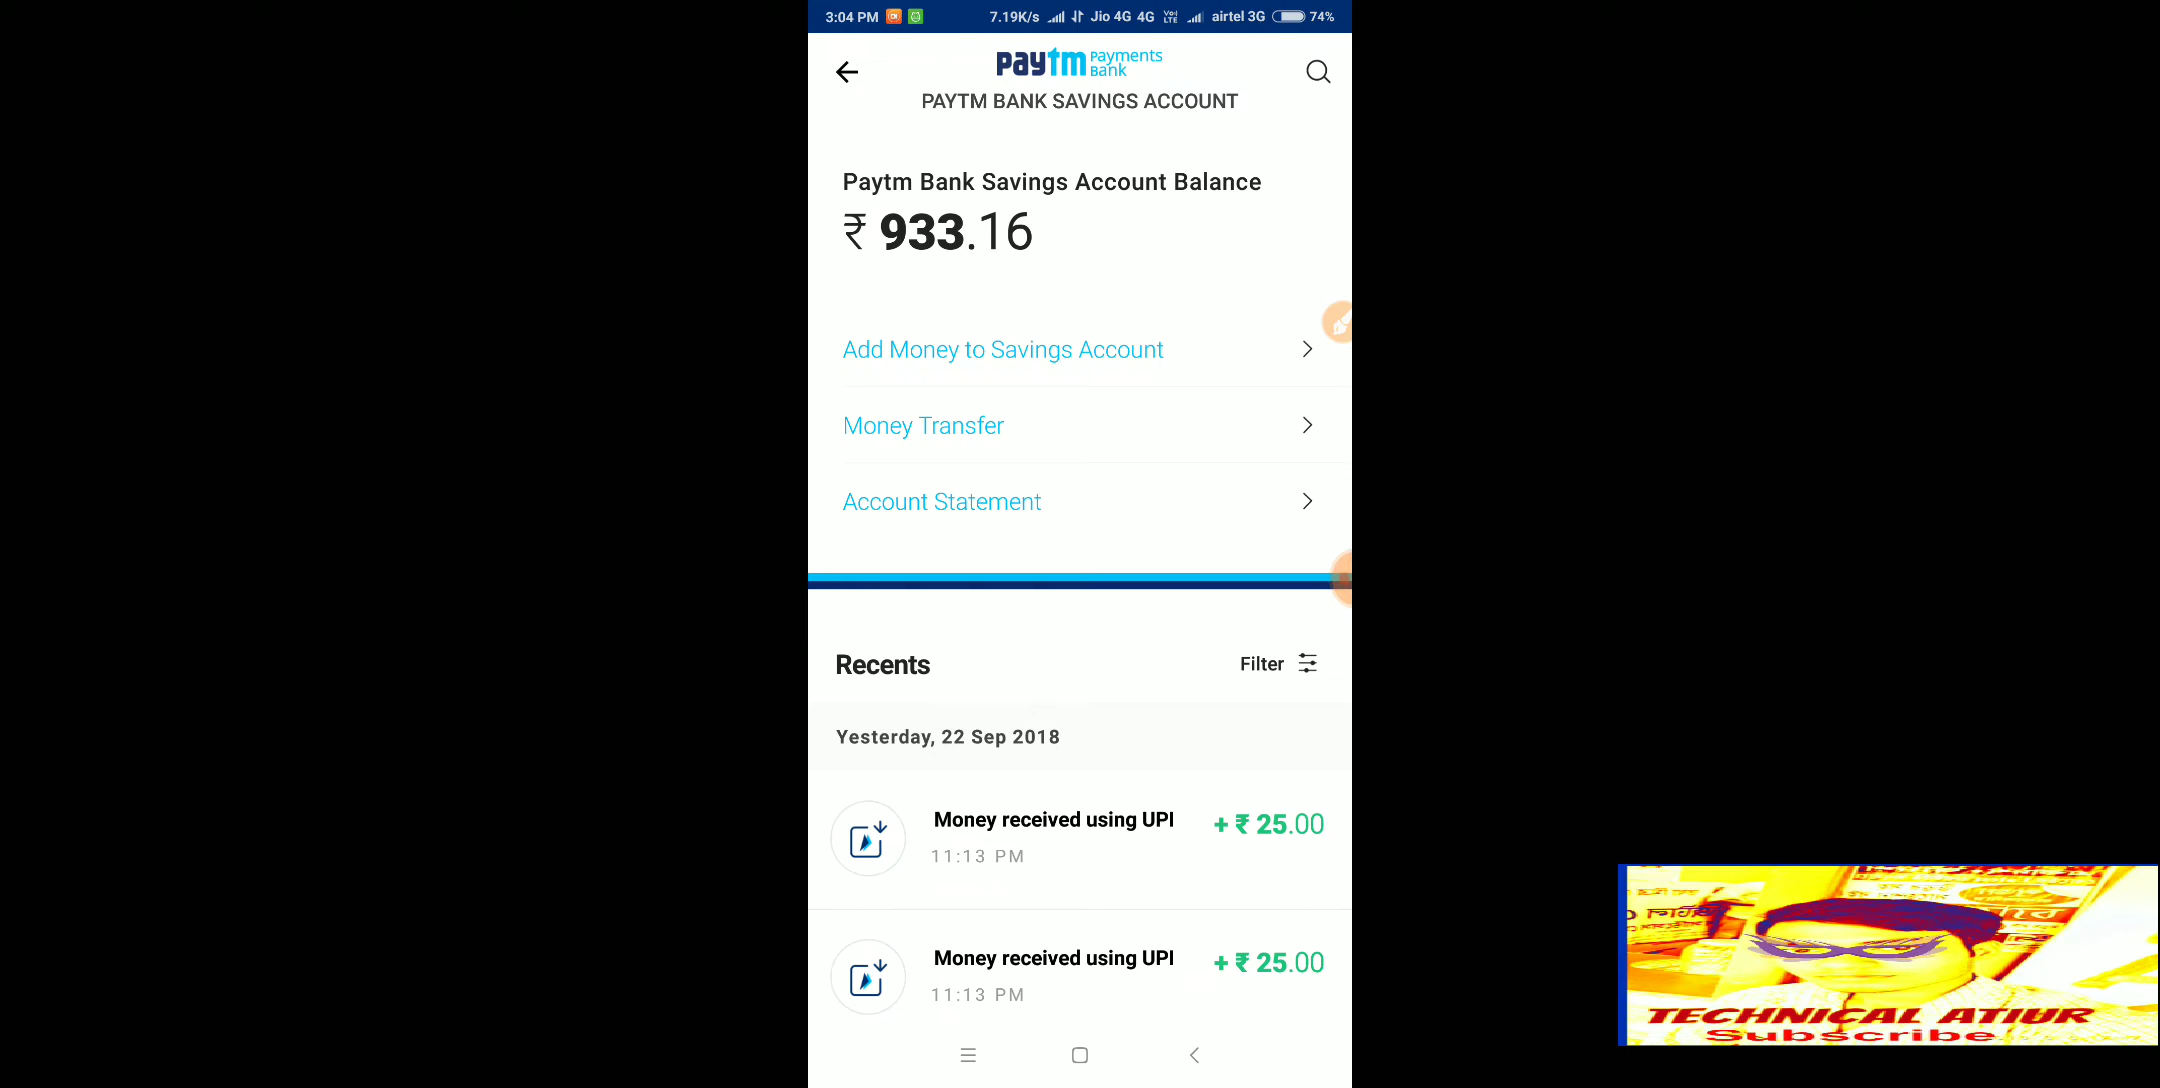 3:04 PM 7.19K/s Jio 4G 4G VoLTE airtel 3G 74%
paytm Payments Bank
PAYTM BANK SAVINGS ACCOUNT
Paytm Bank Savings Account Balance
₹ 933.16
Add Money to Savings Account
Money Transfer
Account Statement
Recents
Filter
Yesterday, 22 Sep 2018
Money received using UPI + ₹ 25.00
11:13 PM
Money received using UPI + ₹ 25.00
11:13 PM
TECHNICAL ATIUR
Subscribe